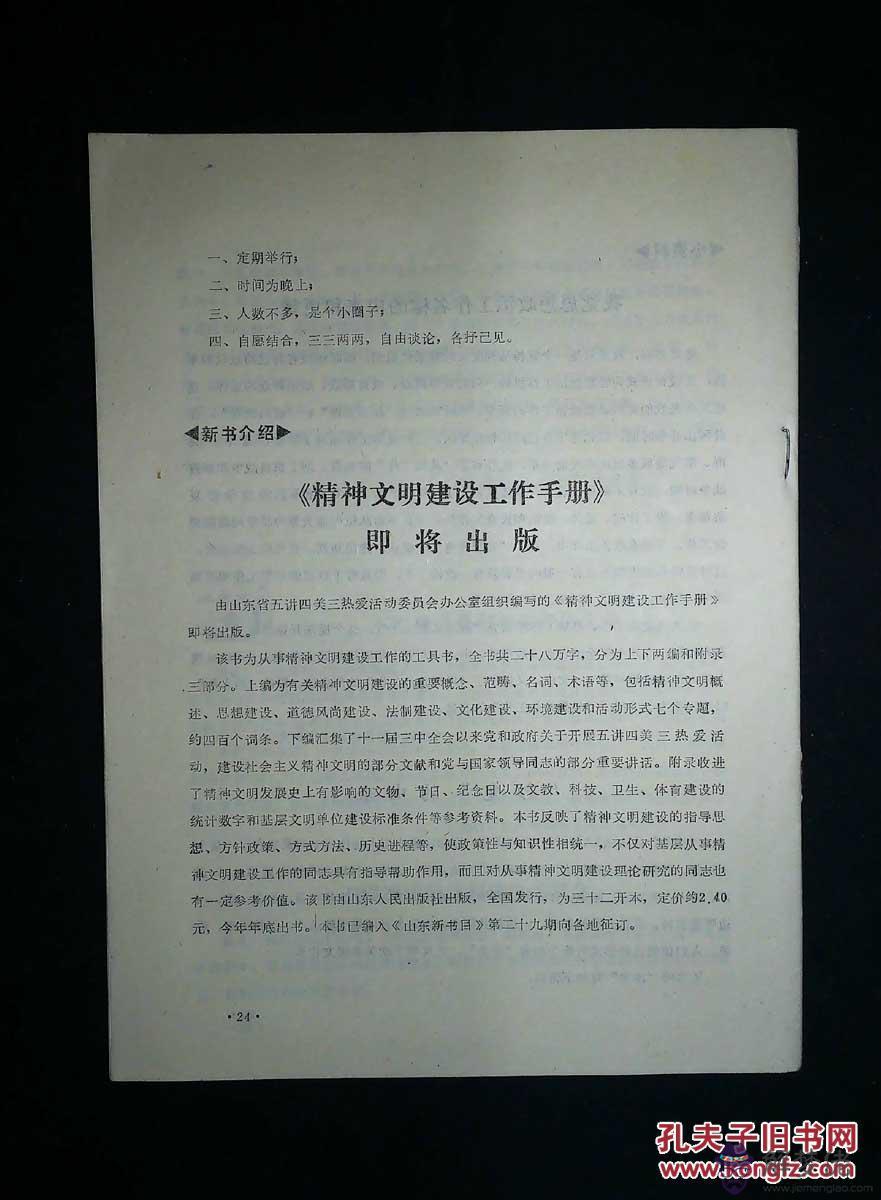 一、定期举行；
二、时间为晚上；
三、人数不多，是个小圈子；
四、自愿结合，三三两两，自由谈论，各抒己见。
◀新书介绍▶
《精神文明建设工作手册》
即将出版
由山东省五讲四美三热爱活动委员会办公室组织编写的《精神文明建设工作手册》
即将出版。
该书为从事精神文明建设工作的工具书，全书共二十八万字，分为上下两编和附录
三部分。上编为有关精神文明建设的重要概念、范畴、名词、术语等，包括精神文明概
述、思想建设、道德风尚建设、法制建设、文化建设、环境建设和活动形式七个专题，
约四百个词条。下编汇集了十一届三中全会以来党和政府关于开展五讲四美三热爱活
动，建设社会主义精神文明的部分文献和党与国家领导同志的部分重要讲话。附录收进
了精神文明发展史上有影响的文物、节日、纪念日以及文教、科技、卫生、体育建设的
统计数字和基层文明单位建设标准条件等参考资料。本书反映了精神文明建设的指导思
想、方针政策、方式方法、历史进程等，使政策性与知识性相统一，不仅对基层从事精
神文明建设工作的同志具有指导帮助作用，而且对从事精神文明建设理论研究的同志也
有一定参考价值。该书由山东人民出版社出版，全国发行，为三十二开本，定价约2.40
元，今年年底出书。本书已编入《山东新书目》第二十九期向各地征订。
·24·
孔夫子旧书网
www.kongfz.com
www.jiemengleo.com